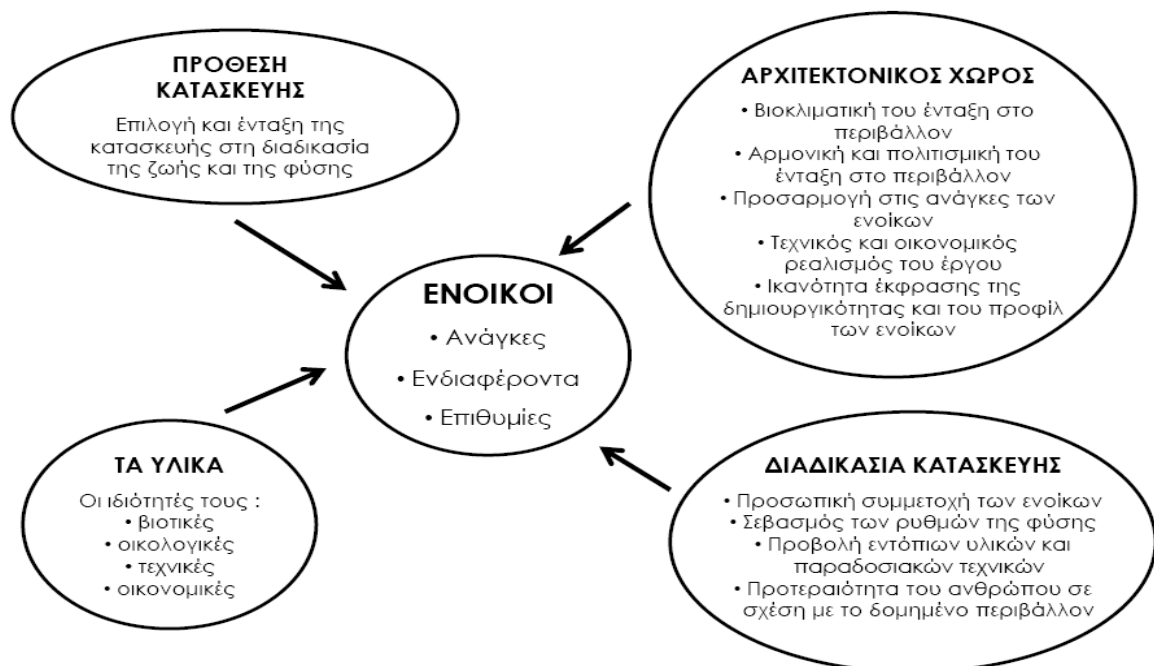 ΠΡΟΘΕΣΗ
ΚΑΤΑΣΚΕΥΗΣ
Επιλογή και ένταξη της
κατασκευής στη διαδικασία
της ζωής και της φύσης
ΑΡΧΙΤΕΚΤΟΝΙΚΟΣ ΧΩΡΟΣ
• Βιοκλιματική του ένταξη στο
περιβάλλον
• Αρμονική και πολιτισμική του
ένταξη στο περιβάλλον
• Προσαρμογή στις ανάγκες των
ενοίκων
• Τεχνικός και οικονομικός
ρεαλισμός του έργου
• Ικανότητα έκφρασης της
δημιουργικότητας και του προφίλ
των ενοίκων
ΕΝΟΙΚΟΙ
• Ανάγκες
• Ενδιαφέροντα
• Επιθυμίες
ΤΑ ΥΛΙΚΑ
Οι ιδιότητές τους :
• βιοτικές
• οικολογικές
• τεχνικές
• οικονομικές
ΔΙΑΔΙΚΑΣΙΑ ΚΑΤΑΣΚΕΥΗΣ
• Προσωπική συμμετοχή των ενοίκων
• Σεβασμός των ρυθμών της φύσης
• Προβολή εντόπιων υλικών και
παραδοσιακών τεχνικών
• Προτεραιότητα του ανθρώπου σε
σχέση με το δομημένο περιβάλλον